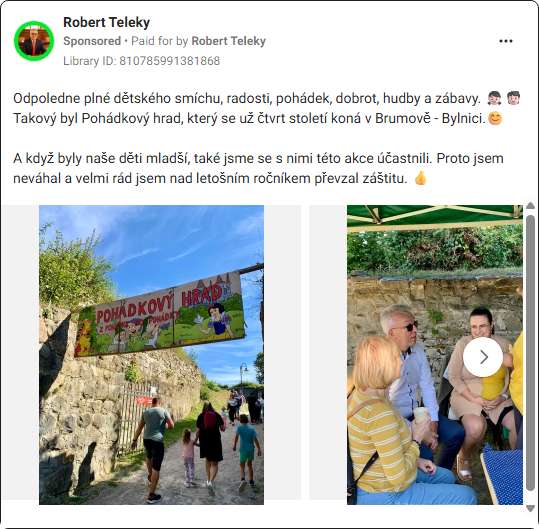 Robert Teleky
Sponsored • Paid for by Robert Teleky
Library ID: 810785991381868
Odpoledne plné dětského smíchu, radosti, pohádek, dobrot, hudby a zábavy. 👧🏻 👦🏻
Takový byl Pohádkový hrad, který se už čtvrt století koná v Brumově - Bylnici. 😊
A když byly naše děti mladší, také jsme se s nimi této akce účastnili. Proto jsem
neváhal a velmi rád jsem nad letošním ročníkem převzal záštitu. 👍
POHÁDKOVÝ HRAD
Z POHÁDKY POHÁDKY